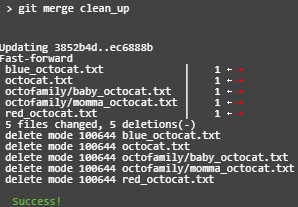 > git merge clean_up
Updating 3852b4d..ec6888b
Fast-forward
blue_octocat.txt | 1 -
octocat.txt | 1 -
octofamily/baby_octocat.txt | 1 -
octofamily/momma_octocat.txt | 1 -
red_octocat.txt | 1 -
5 files changed, 5 deletions(-)
delete mode 100644 blue_octocat.txt
delete mode 100644 octocat.txt
delete mode 100644 octofamily/baby_octocat.txt
delete mode 100644 octofamily/momma_octocat.txt
delete mode 100644 red_octocat.txt
Success!